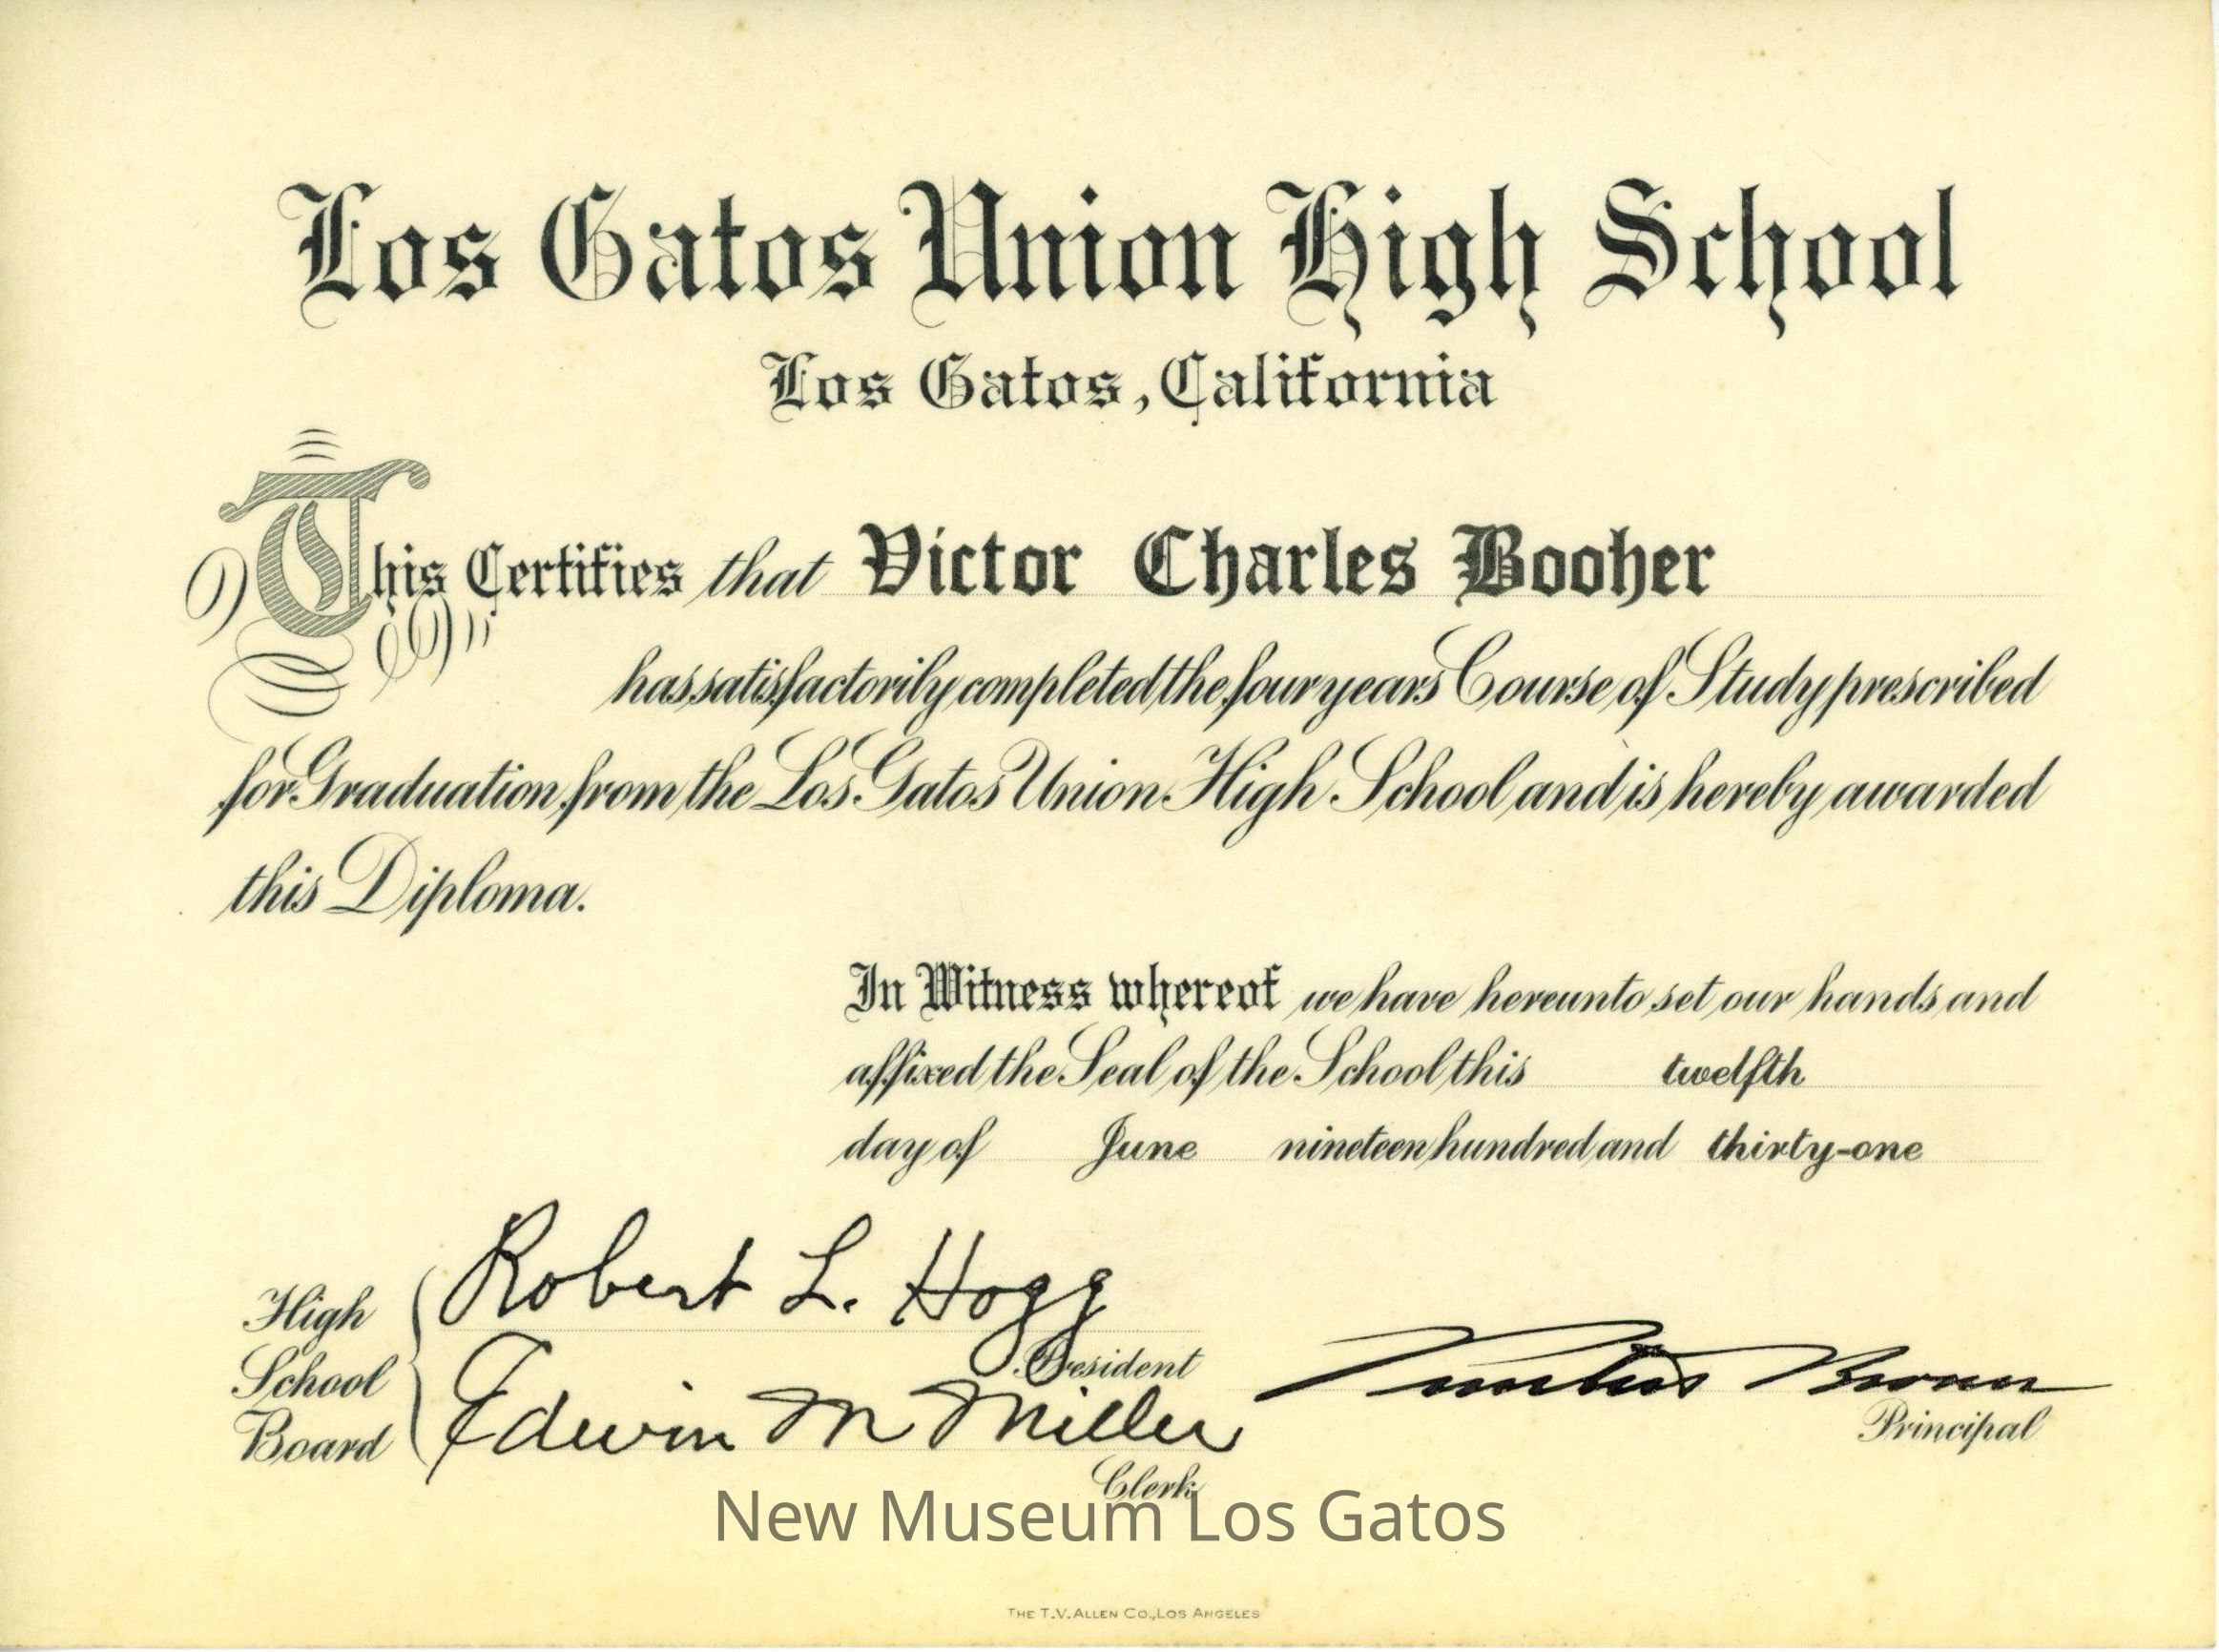 Los Gatos Union High School
Los Gatos, California
This Certifies that Victor Charles Booher
has satisfactorily completed the four years Course of Study prescribed
for Graduation from the Los Gatos Union High School and is hereby awarded
this Diploma.
In Witness whereof we have hereunto set our hands and
affixed the Seal of the School this twelfth
day of June nineteen hundred and thirty-one
High School Board
Robert L. Hogg
President
Edwin M Miller
Clerk
Brown
Principal
New Museum Los Gatos
THE T.V. ALLEN CO., LOS ANGELES